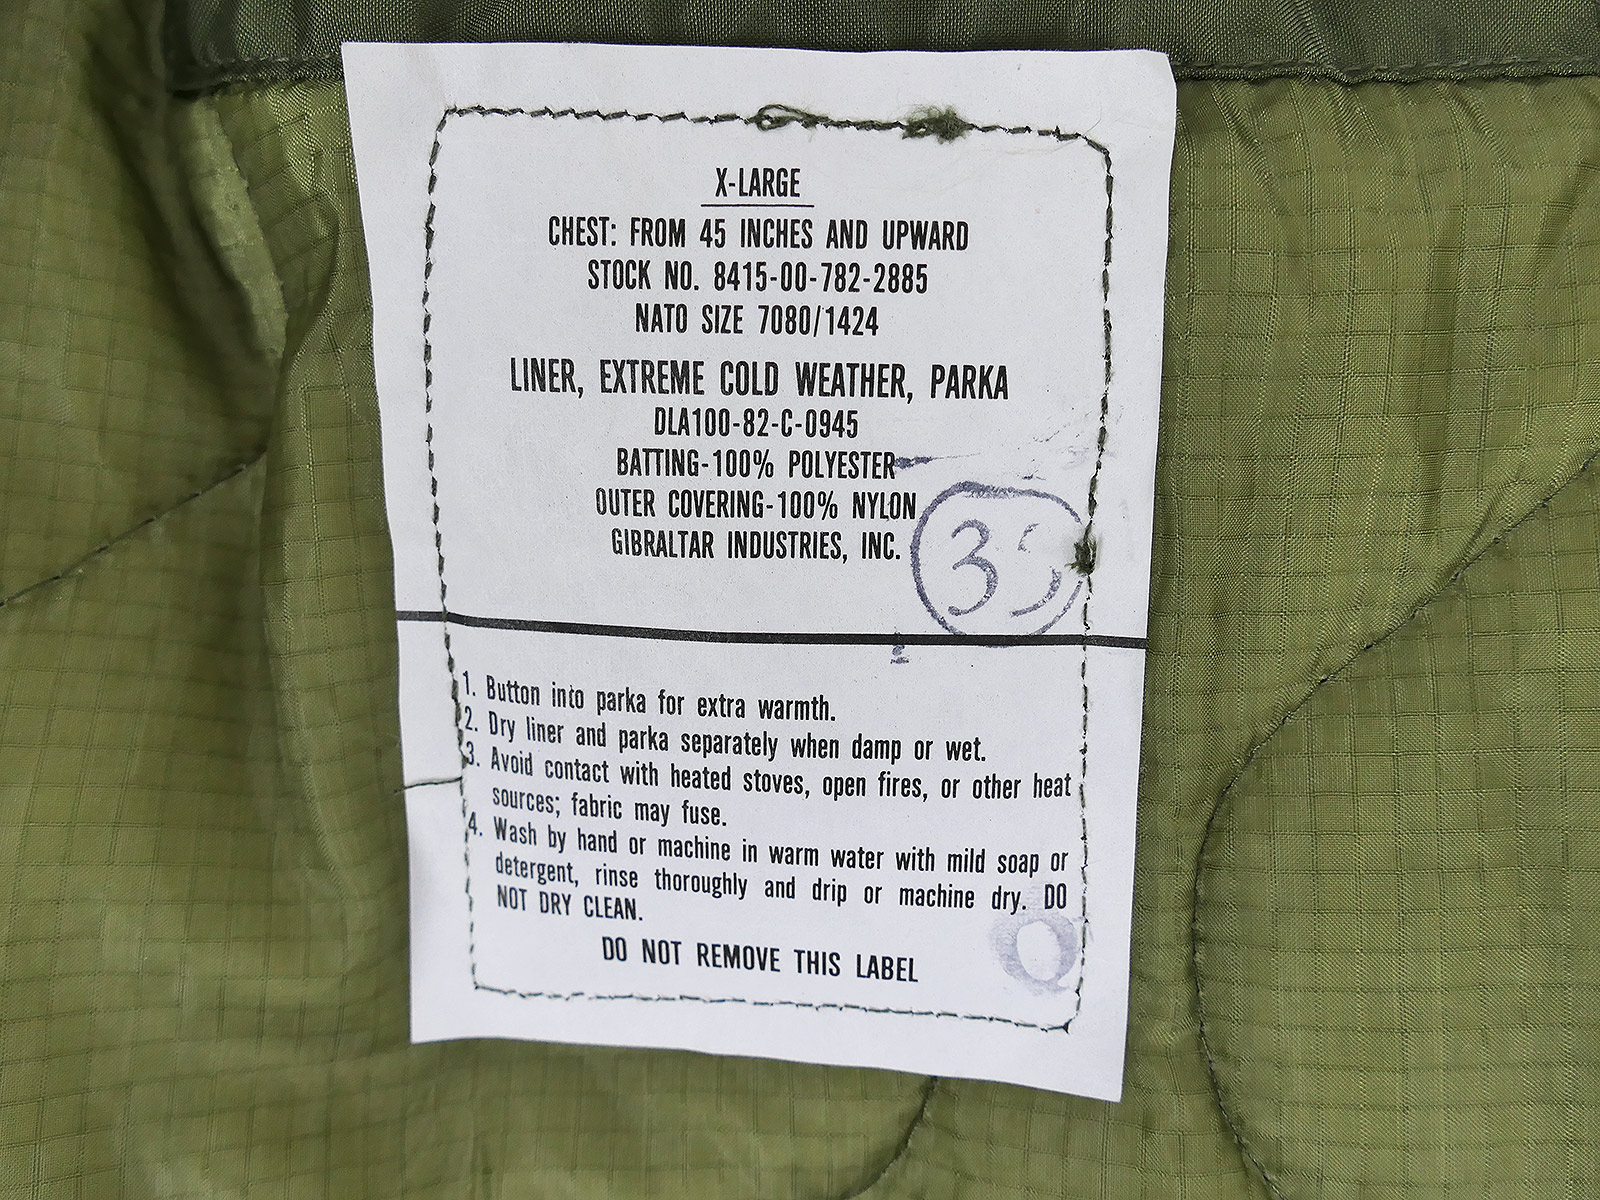 X-LARGE
CHEST: FROM 45 INCHES AND UPWARD
STOCK NO. 8415-00-782-2885
NATO SIZE 7080/1424
LINER, EXTREME COLD WEATHER, PARKA
DLA100-82-C-0945
BATTING-100% POLYESTER
OUTER COVERING-100% NYLON
GIBRALTAR INDUSTRIES, INC.
1. Button into parka for extra warmth.
2. Dry liner and parka separately when damp or wet.
3. Avoid contact with heated stoves, open fires, or other heat
sources; fabric may fuse.
4. Wash by hand or machine in warm water with mild soap or
detergent, rinse thoroughly and drip or machine dry. DO
NOT DRY CLEAN.
DO NOT REMOVE THIS LABEL